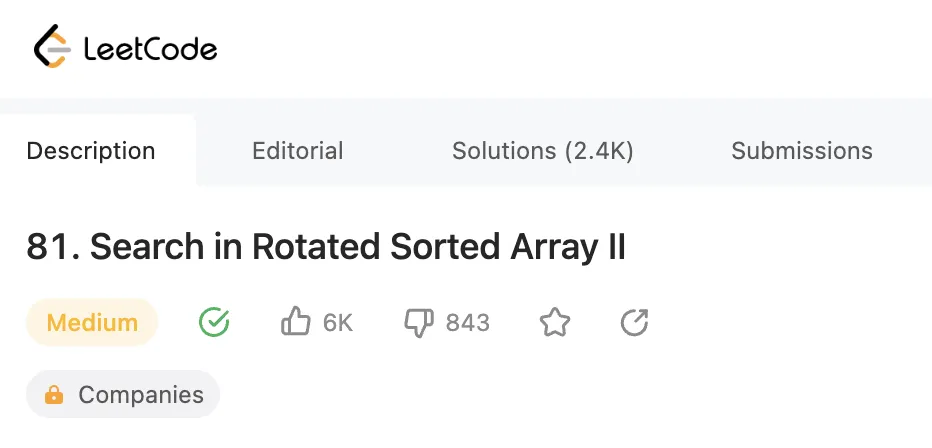 LeetCode
Description Editorial Solutions (2.4K) Submissions
81. Search in Rotated Sorted Array II
Medium 6K 843
Companies